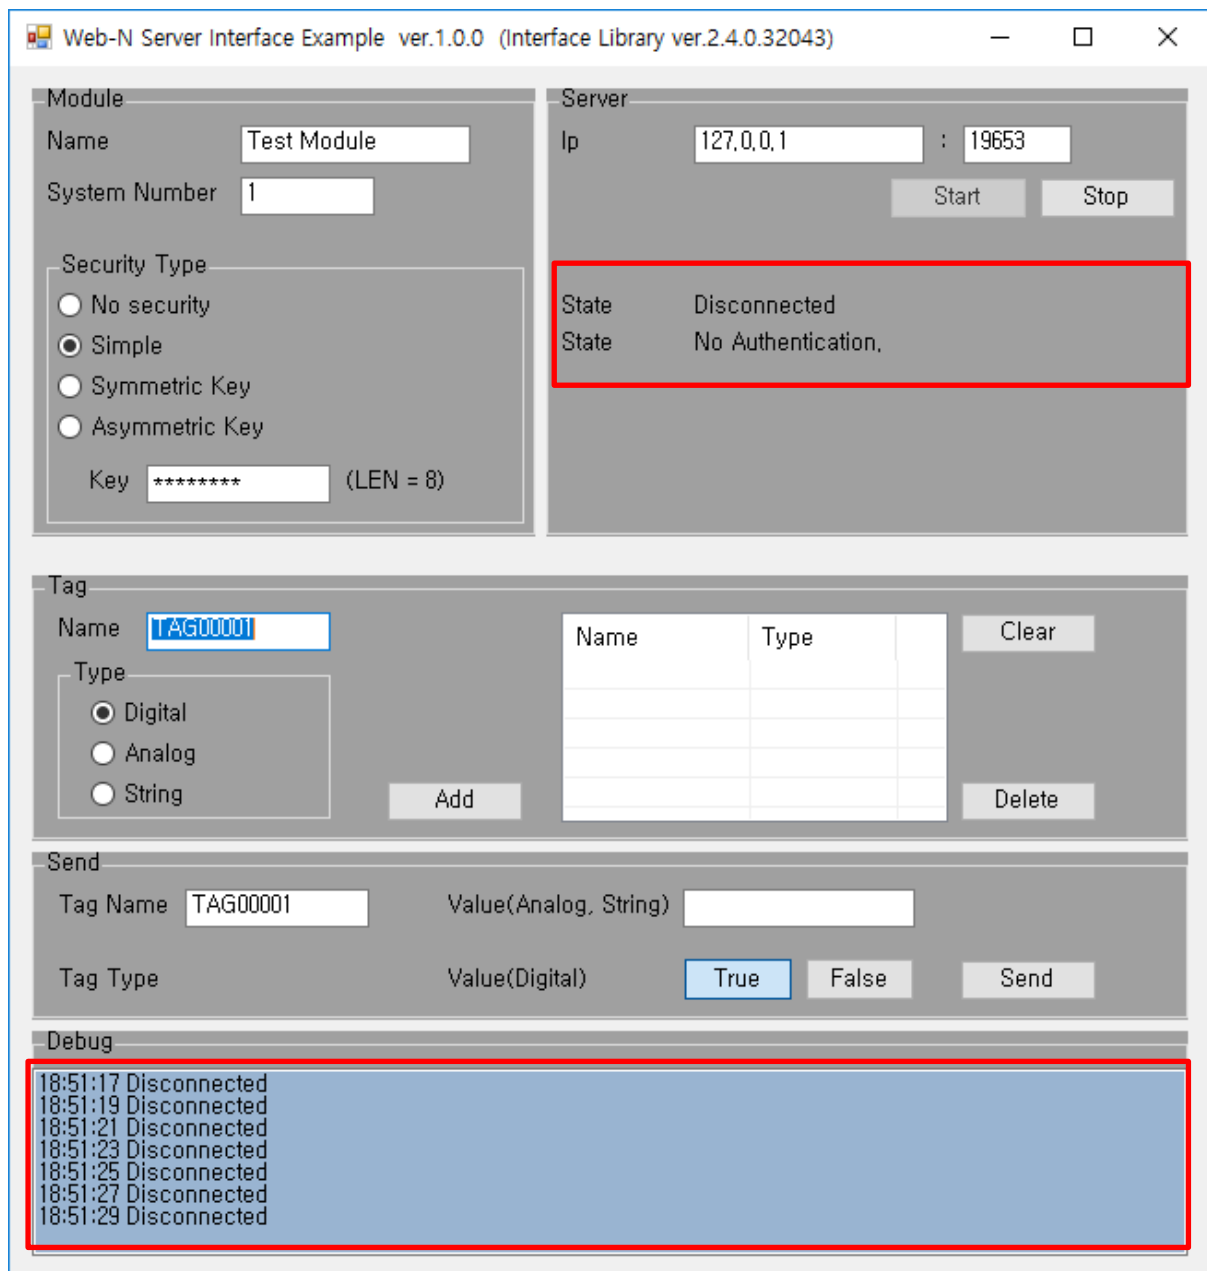 Web-N Server Interface Example ver.1.0.0 (Interface Library ver.2.4.0.32043)
Module
Name Test Module
System Number 1
Security Type
No security
Simple
Symmetric Key
Asymmetric Key
Key ******** (LEN = 8)
Server
Ip 127,0,0,1 : 19653
Start Stop
State Disconnected
State No Authentication,
Tag
Name TAG00001
Type
Digital
Analog
String
Add
Name Type
Clear
Delete
Send
Tag Name TAG00001 Value(Analog, String)
Tag Type Value(Digital) True False Send
Debug
18:51:17 Disconnected
18:51:19 Disconnected
18:51:21 Disconnected
18:51:23 Disconnected
18:51:25 Disconnected
18:51:27 Disconnected
18:51:29 Disconnected